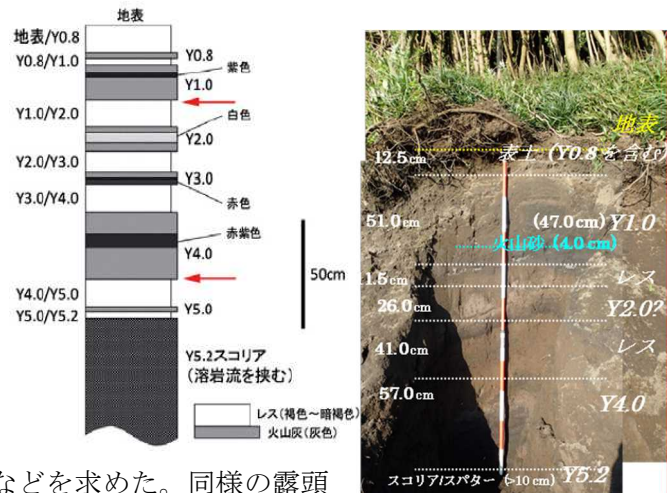 地表
地表/Y0.8
Y0.8
Y0.8/Y1.0
紫色
Y1.0
Y1.0/Y2.0
白色
Y2.0
Y2.0/Y3.0
Y3.0
Y3.0/Y4.0
赤色
赤紫色
Y4.0
50cm
Y4.0/Y5.0
Y5.0
Y5.0/Y5.2
Y5.2スコリア
(溶岩流を挟む)
レス(褐色～暗褐色)
火山灰(灰色)
地表
12.5cm
表土 (Y0.8 を含む)
51.0cm
(47.0cm) Y1.0
火山砂 (4.0 cm)
1.5cm
レス
26.0cm
Y2.0?
41.0cm
レス
57.0cm
Y4.0
スコリア/スパター (>10 cm) Y5.2
などを求めた。同様の露頭